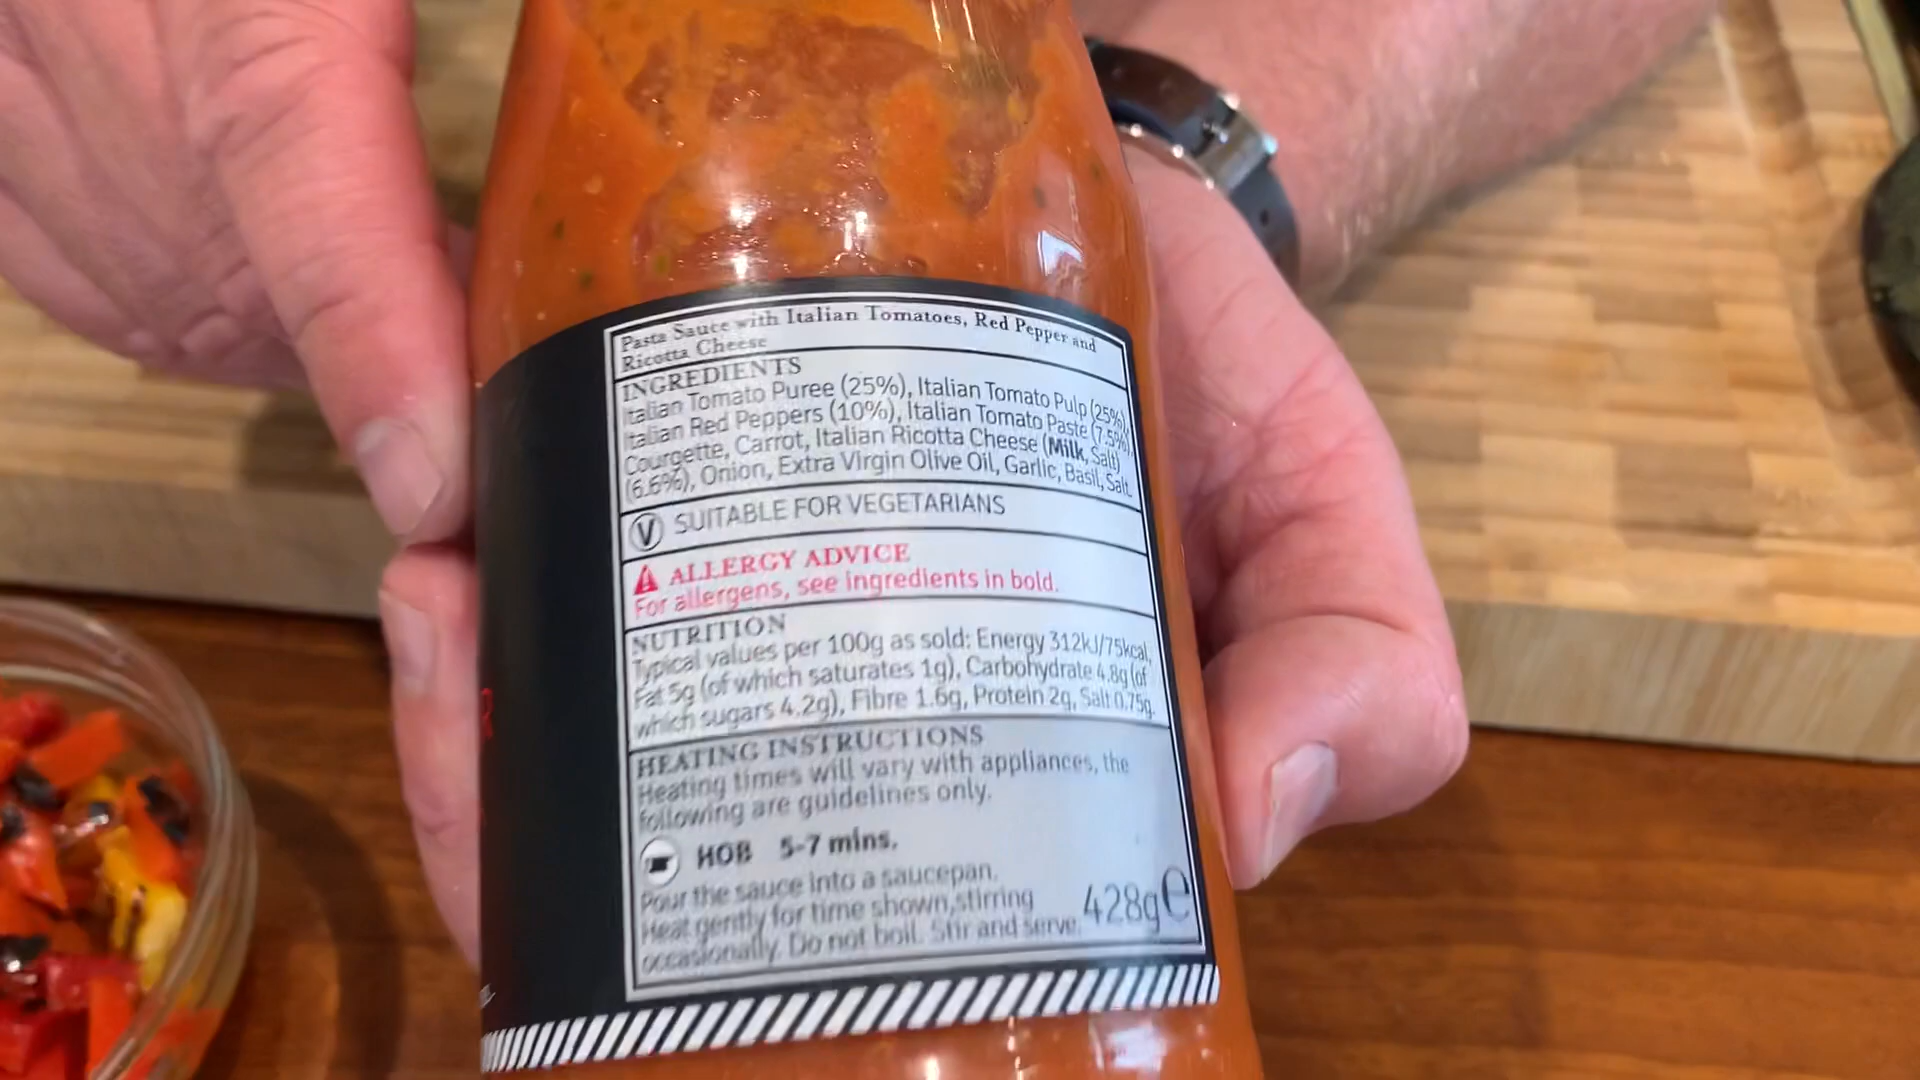 Pasta Sauce with Italian Tomatoes, Red Pepper and
Ricotta Cheese
INGREDIENTS
Italian Tomato Puree (25%), Italian Tomato Pulp (25%),
Italian Red Peppers (10%), Italian Tomato Paste (7.5%),
Courgette, Carrot, Italian Ricotta Cheese (Milk, Salt)
(6.6%), Onion, Extra Virgin Olive Oil, Garlic, Basil, Salt.
V SUITABLE FOR VEGETARIANS
ALLERGY ADVICE
For allergens, see ingredients in bold.
NUTRITION
Typical values per 100g as sold: Energy 312kJ/75kcal,
Fat 5g (of which saturates 1g), Carbohydrate 4.8g (of
which sugars 4.2g), Fibre 1.6g, Protein 2g, Salt 0.75g.
HEATING INSTRUCTIONS
Heating times will vary with appliances, the
following are guidelines only.
HOB 5-7 mins.
Pour the sauce into a saucepan.
Heat gently for time shown, stirring
occasionally. Do not boil. Stir and serve.
428g e
R